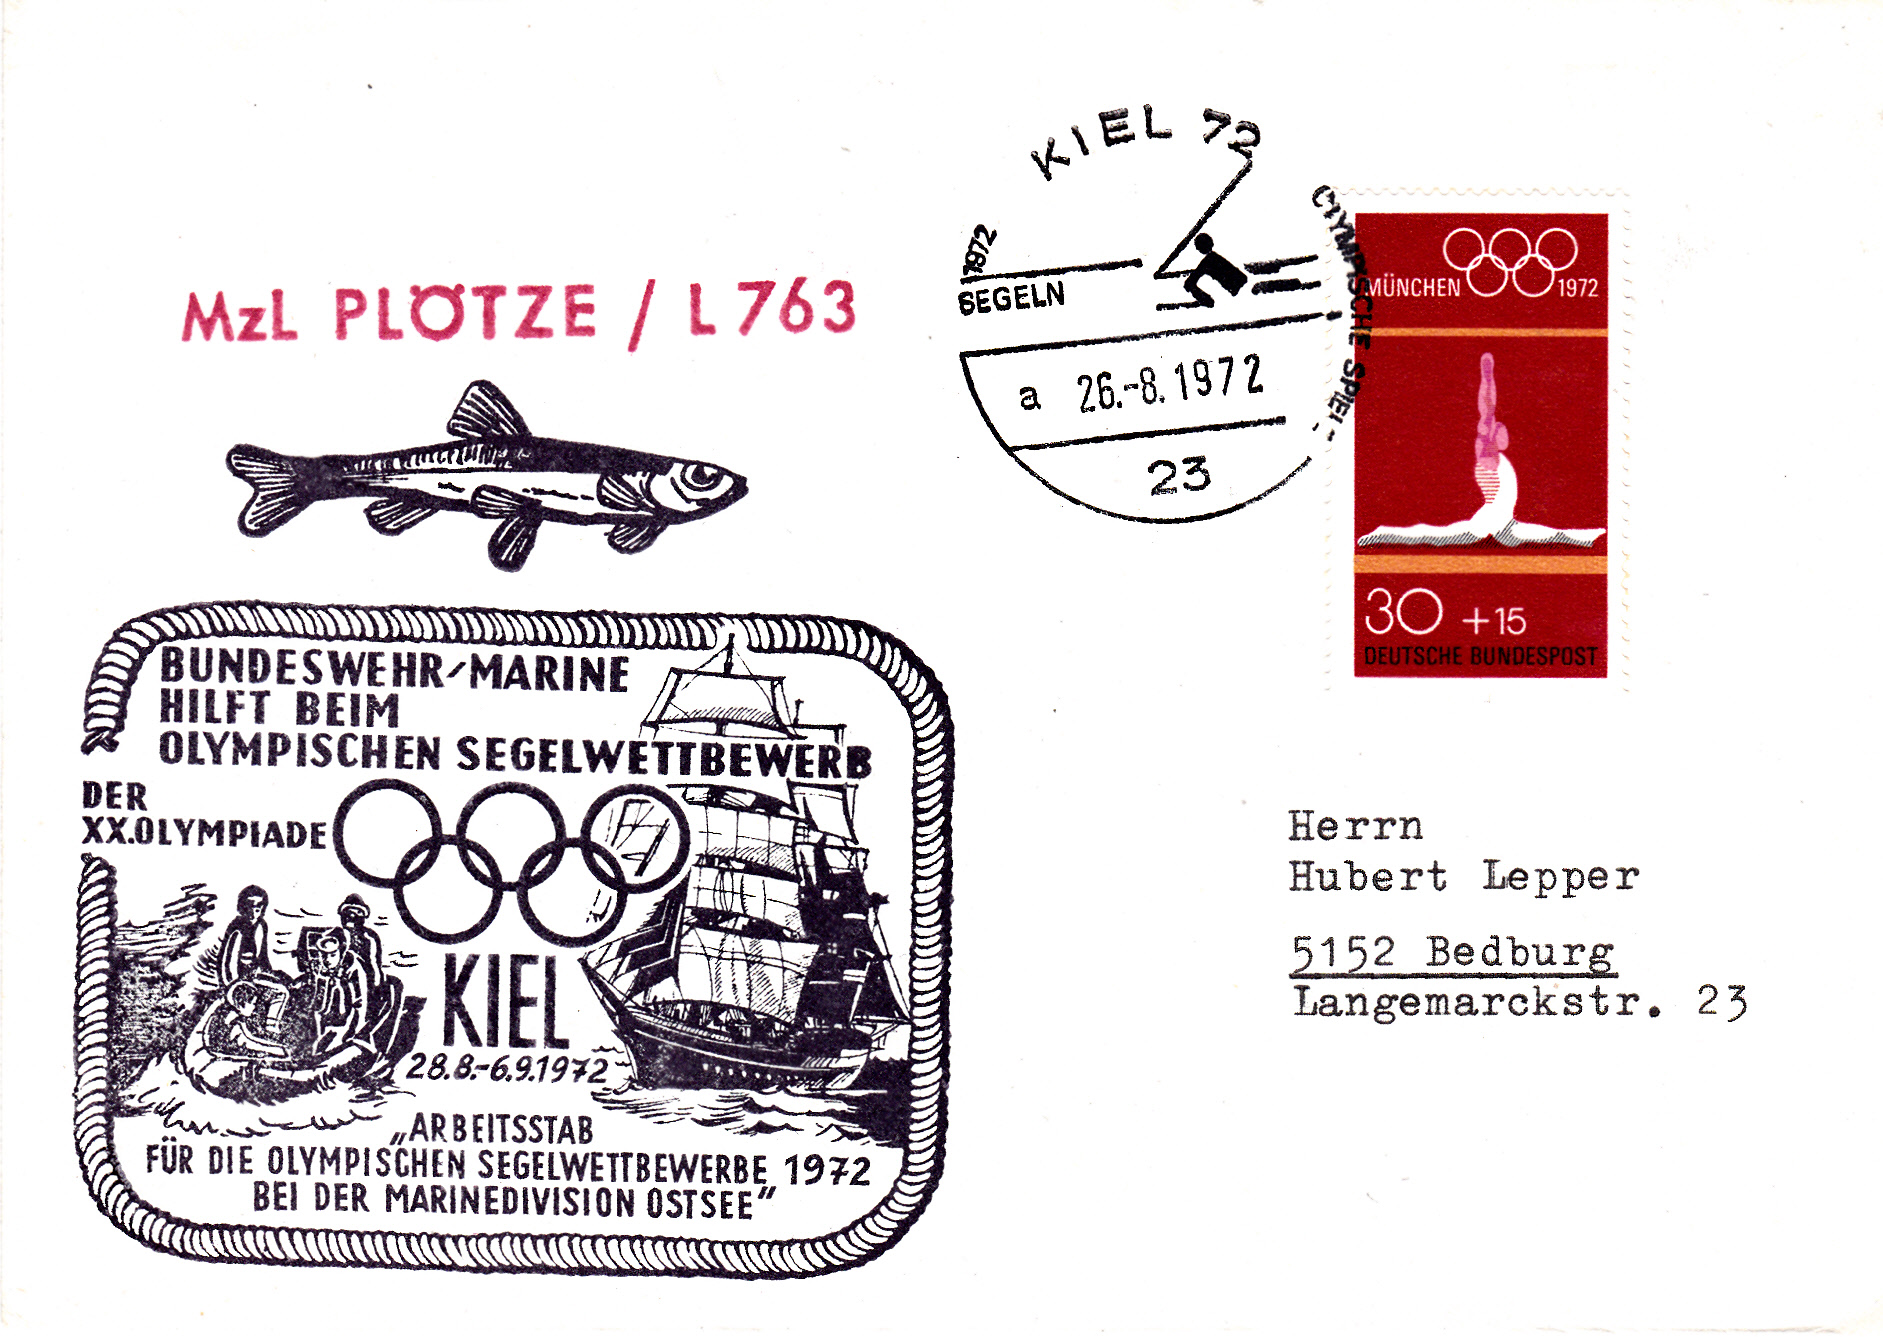 KIEL 72
OLYMPISCHE SPIELE
1972
SEGELN
a 26.-8.1972
23
MÜNCHEN 1972
30 +15
DEUTSCHE BUNDESPOST
MzL PLÖTZE / L 763
BUNDESWEHR-MARINE
HILFT BEIM
OLYMPISCHEN SEGELWETTBEWERB
DER
XX.OLYMPIADE
KIEL
28.8.-6.9.1972
„ARBEITSSTAB
FÜR DIE OLYMPISCHEN SEGELWETTBEWERBE 1972
BEI DER MARINEDIVISION OSTSEE"
Herrn
Hubert Lepper
5152 Bedburg
Langemarckstr. 23